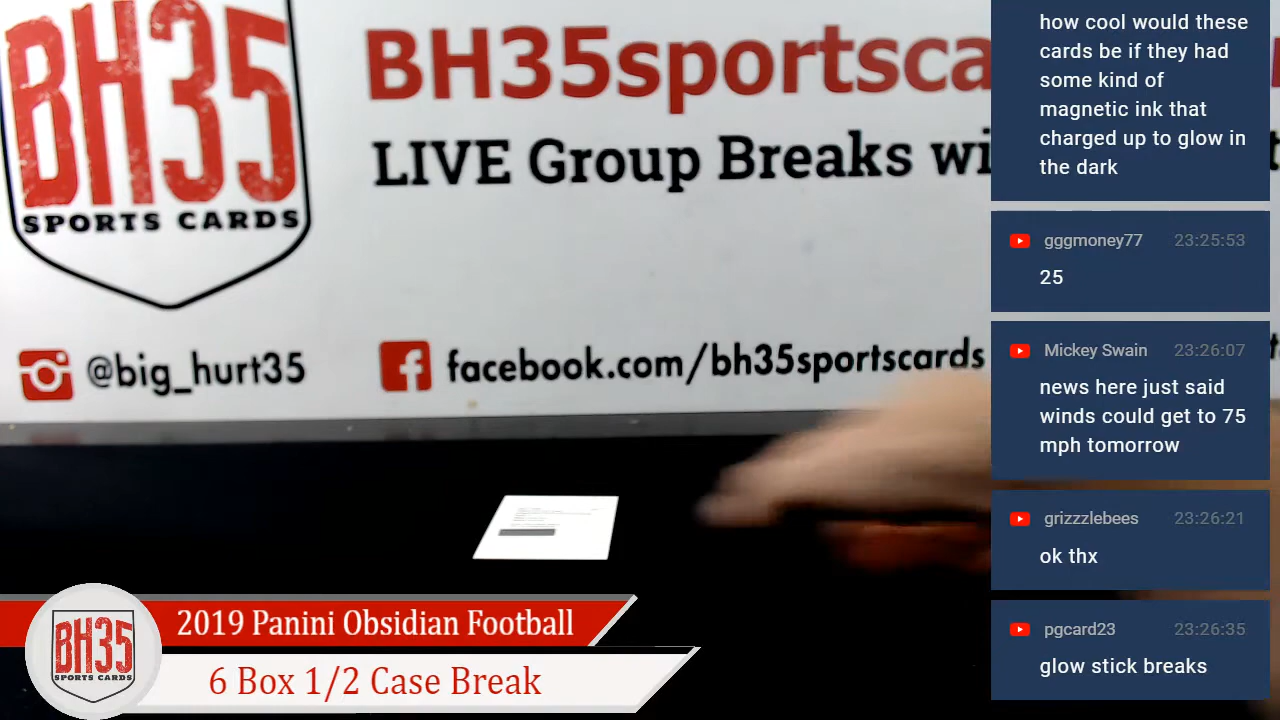 BH35
SPORTS CARDS
BH35sportsca
LIVE Group Breaks wi
@big_hurt35
facebook.com/bh35sportscards
how cool would these
cards be if they had
some kind of
magnetic ink that
charged up to glow in
the dark
gggmoney77 23:25:53
25
Mickey Swain 23:26:07
news here just said
winds could get to 75
mph tomorrow
grizzzlebees 23:26:21
ok thx
pgcard23 23:26:35
glow stick breaks
BH35
SPORTS CARDS
2019 Panini Obsidian Football
6 Box 1/2 Case Break